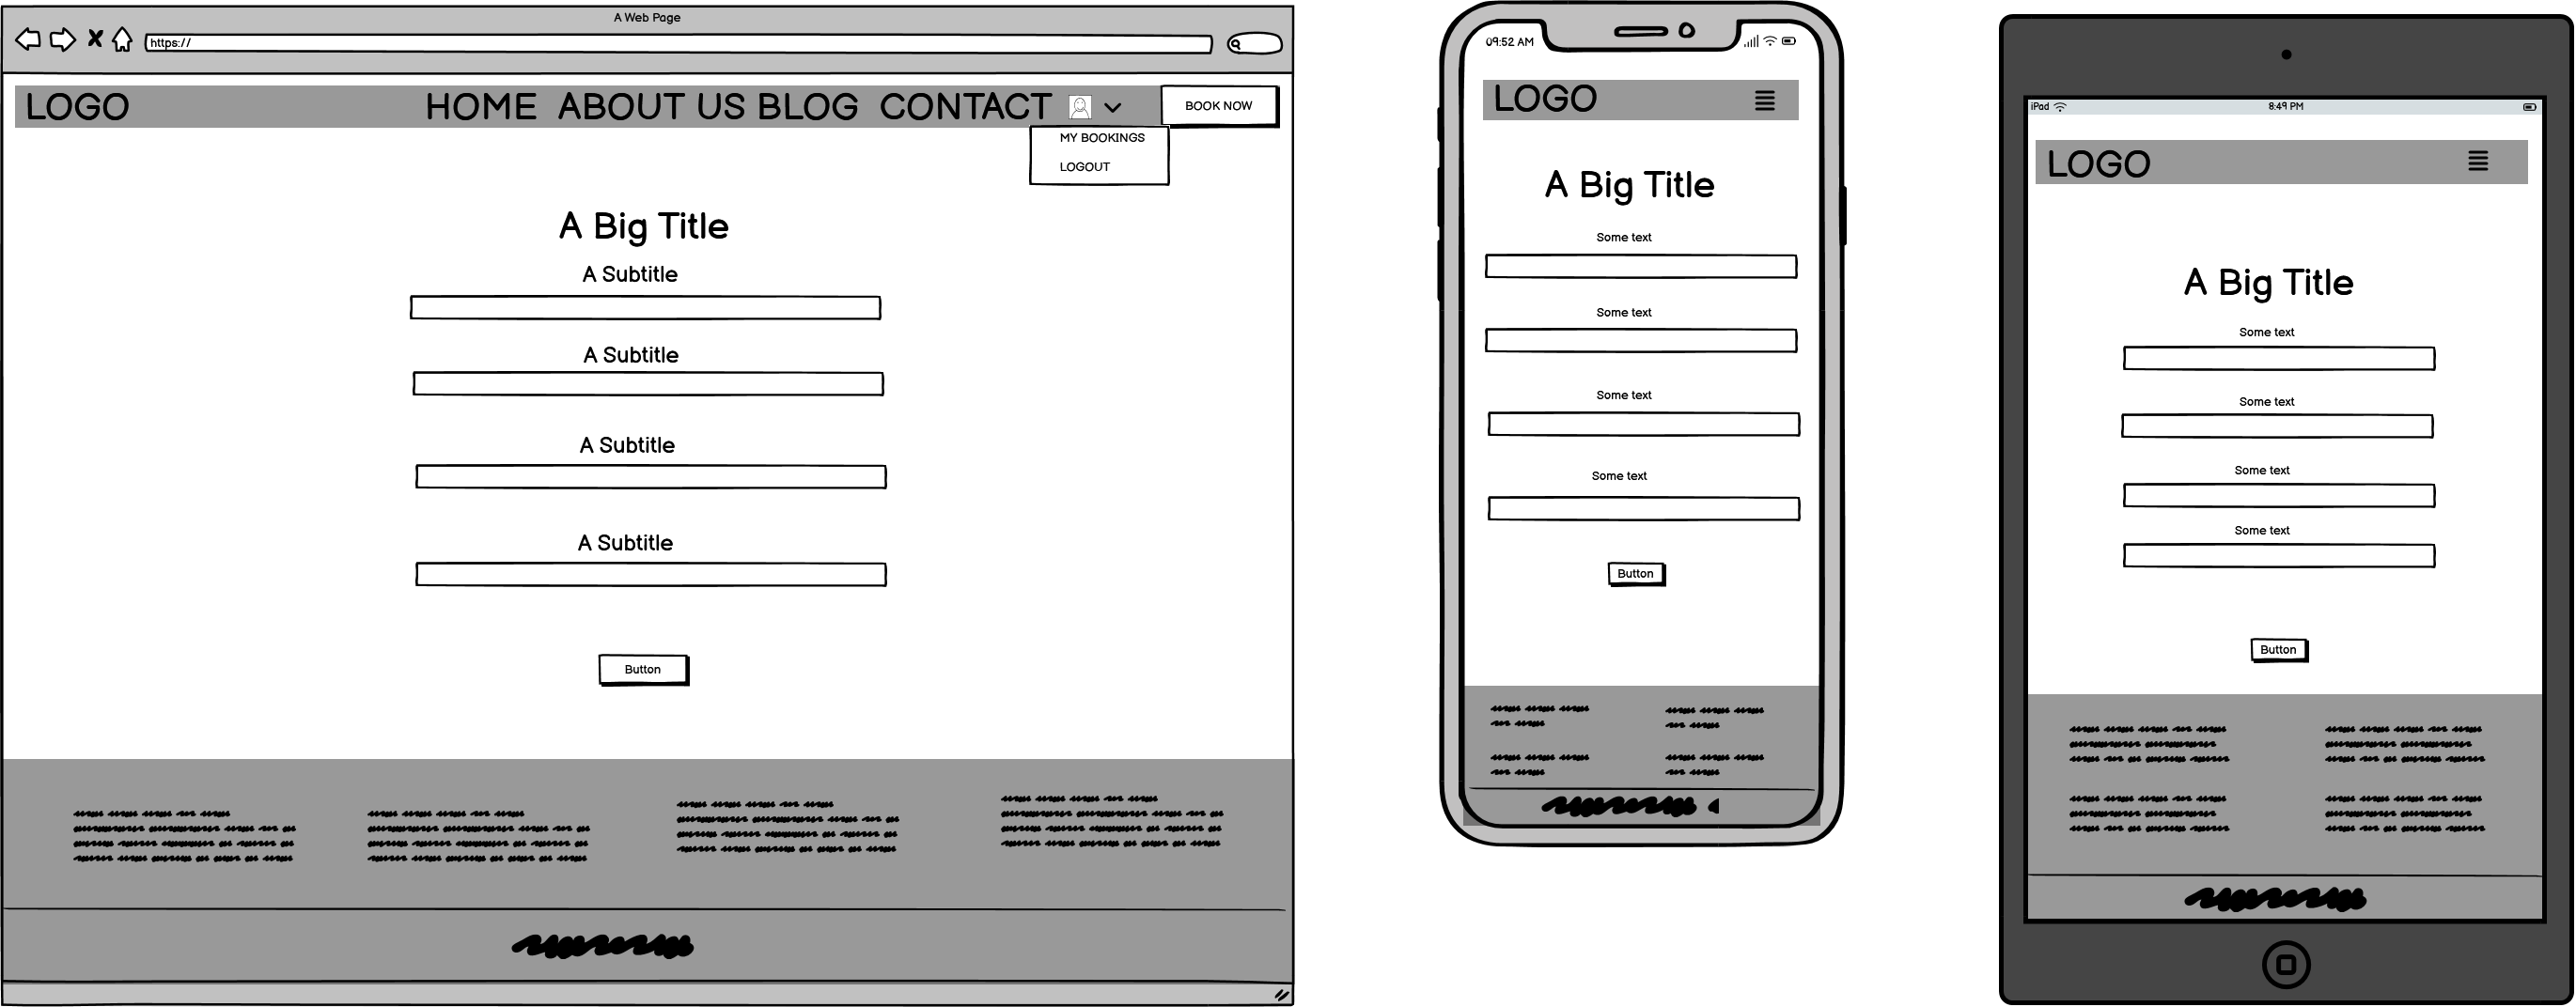 A Web Page
https://
LOGO HOME ABOUT US BLOG CONTACT BOOK NOW
MY BOOKINGS
LOGOUT
A Big Title
A Subtitle
A Subtitle
A Subtitle
A Subtitle
Button
09:52 AM
LOGO
A Big Title
Some text
Some text
Some text
Some text
Button
iPad 8:49 PM
LOGO
A Big Title
Some text
Some text
Some text
Some text
Button